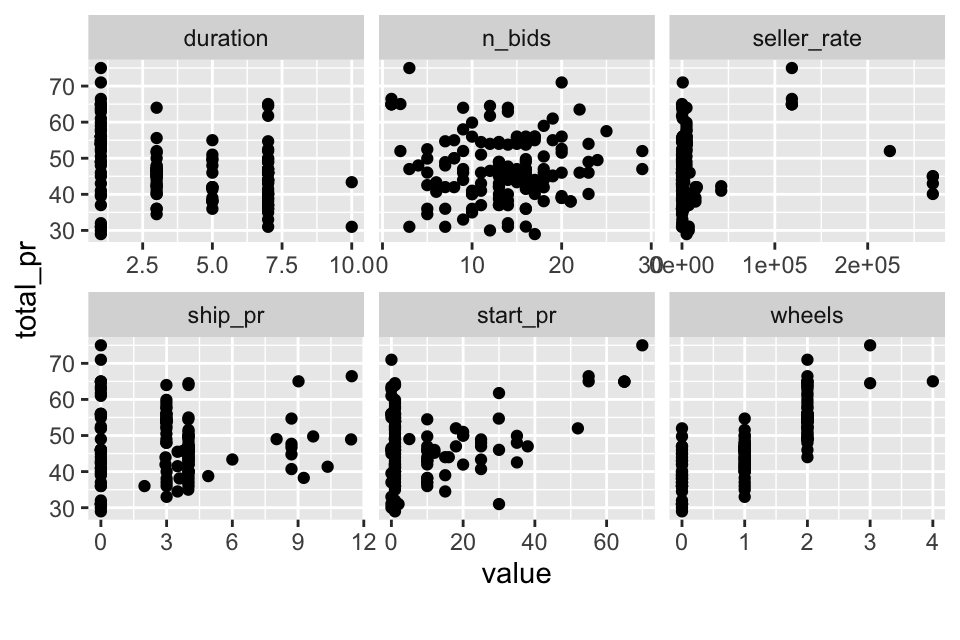 duration n_bids seller_rate
70
60
50
40
30
2.5 5.0 7.5 10.0 0 10 20 30 0e+00 1e+05 2e+05
total_pr
ship_pr start_pr wheels
70
60
50
40
30
0 3 6 9 12 0 20 40 60 0 1 2 3 4
value